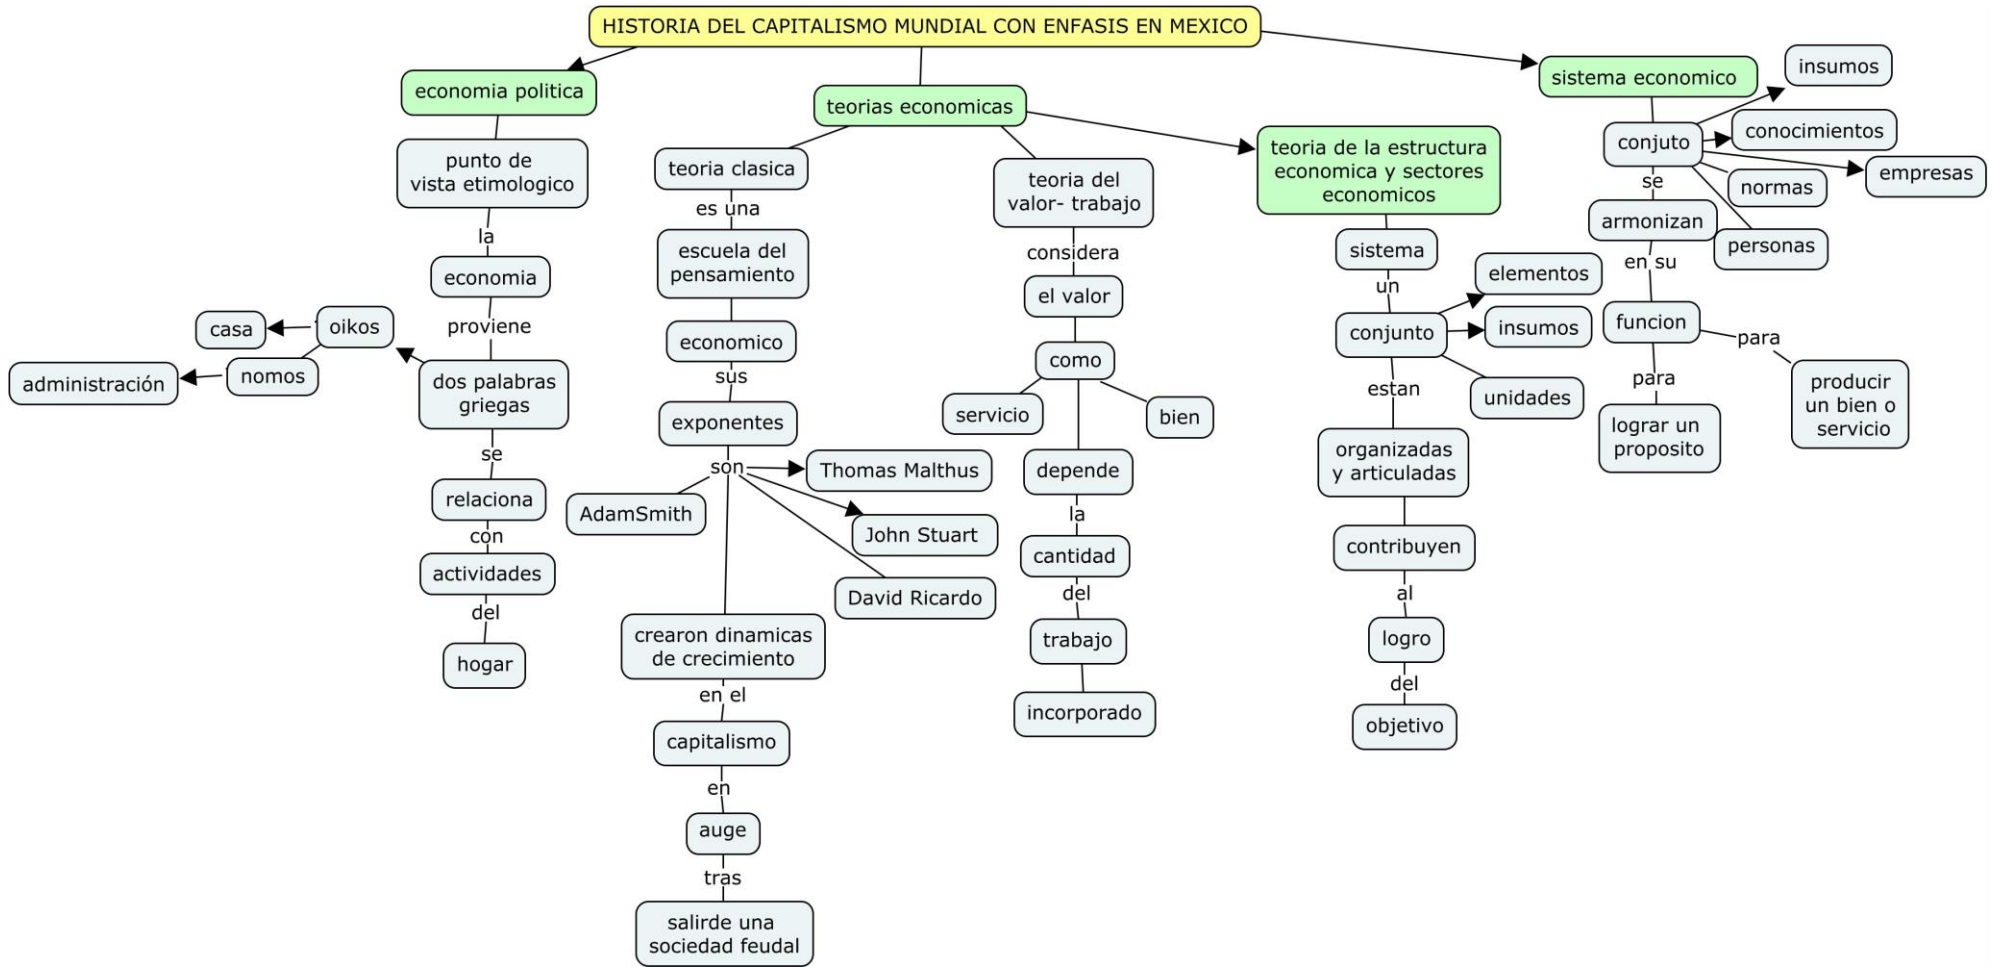 HISTORIA DEL CAPITALISMO MUNDIAL CON ENFASIS EN MEXICO
economia politica
punto de
vista etimologico
la
economia
proviene
dos palabras
griegas
oikos
casa
nomos
administración
se
relaciona
con
actividades
del
hogar
teorias economicas
teoria clasica
es una
escuela del
pensamiento
economico
sus
exponentes
son
Thomas Malthus
AdamSmith
John Stuart
David Ricardo
crearon dinamicas
de crecimiento
en el
capitalismo
en
auge
tras
salirde una
sociedad feudal
teoria del
valor- trabajo
considera
el valor
como
servicio
bien
depende
la
cantidad
del
trabajo
incorporado
teoria de la estructura
economica y sectores
economicos
sistema
un
conjunto
elementos
insumos
unidades
estan
organizadas
y articuladas
contribuyen
al
logro
del
objetivo
sistema economico
conjuto
insumos
conocimientos
empresas
normas
personas
se
armonizan
en su
funcion
para
lograr un
proposito
para
producir
un bien o
servicio